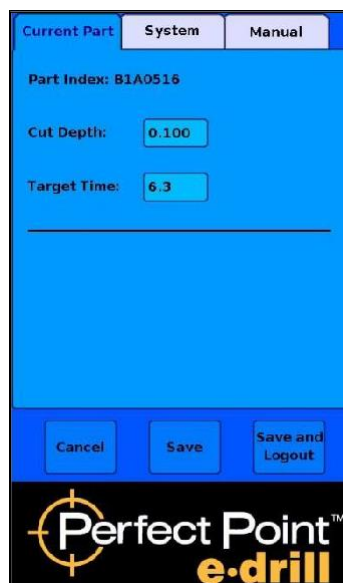 Current Part System Manual
Part Index: B1A0516
Cut Depth: 0.100
Target Time: 6.3
Cancel Save Save and Logout
Perfect Point™
e-drill